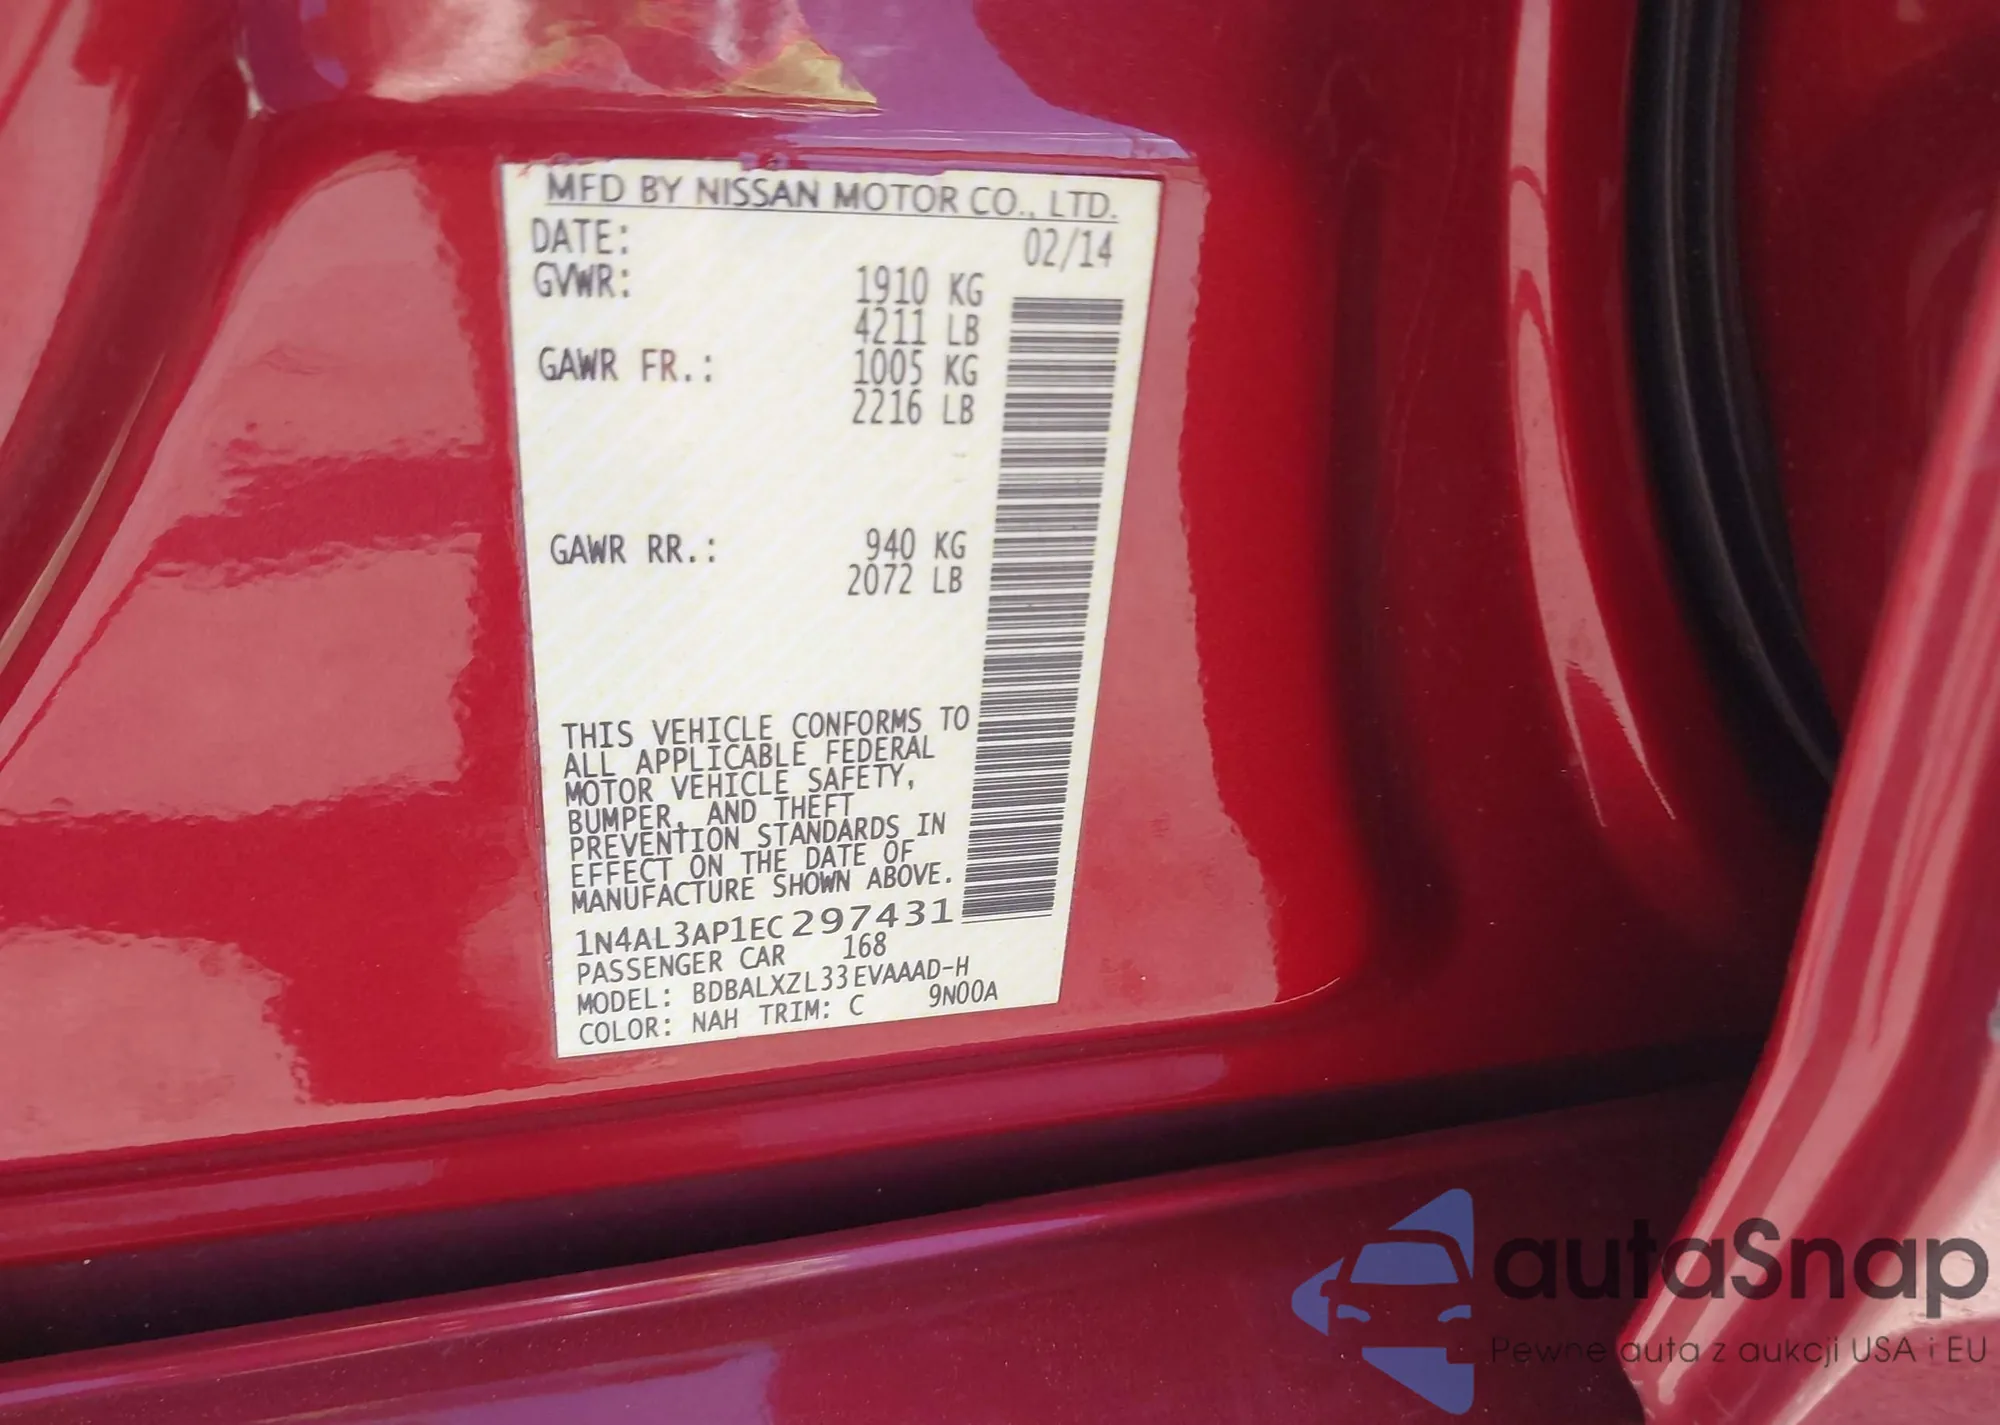 MFD BY NISSAN MOTOR CO., LTD.
DATE: 02/14
GVWR: 1910 KG
4211 LB
GAWR FR.: 1005 KG
2216 LB
GAWR RR.: 940 KG
2072 LB
THIS VEHICLE CONFORMS TO
ALL APPLICABLE FEDERAL
MOTOR VEHICLE SAFETY,
BUMPER, AND THEFT
PREVENTION STANDARDS IN
EFFECT ON THE DATE OF
MANUFACTURE SHOWN ABOVE.
1N4AL3AP1EC297431
PASSENGER CAR 168
MODEL: BDBALXZL33EVAAAD-H
COLOR: NAH TRIM: C 9N00A
autaSnap
Pewne auta z aukcji USA i EU